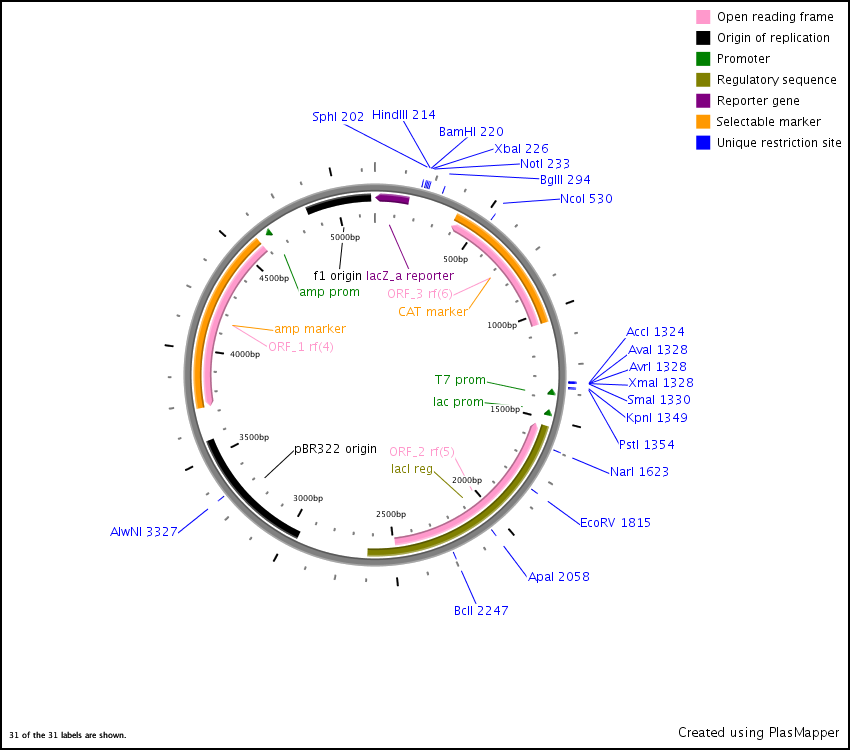 Open reading frame
Origin of replication
Promoter
Regulatory sequence
Reporter gene
Selectable marker
Unique restriction site
SphI 202
HindIII 214
BamHI 220
XbaI 226
NotI 233
BglII 294
NcoI 530
5000bp
500bp
f1 origin
lacZ_a reporter
4500bp
amp prom
ORF_3 rf(6)
CAT marker
1000bp
amp marker
ORF_1 rf(4)
4000bp
AccI 1324
AvaI 1328
AvrI 1328
XmaI 1328
SmaI 1330
KpnI 1349
PstI 1354
T7 prom
lac prom
1500bp
3500bp
pBR322 origin
ORF_2 rf(5)
lacI reg
NarI 1623
2000bp
3000bp
2500bp
EcoRV 1815
AlwNI 3327
ApaI 2058
BclI 2247
31 of the 31 labels are shown.
Created using PlasMapper